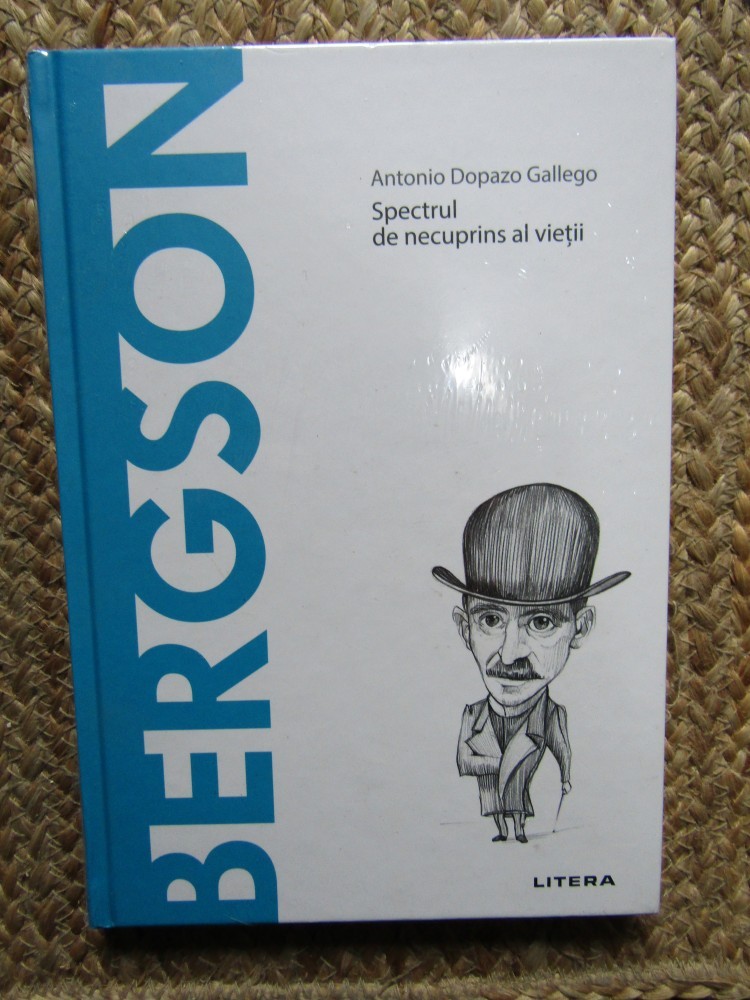 BERGSON
Antonio Dopazo Gallego
Spectrul
de necuprins al vieții
LITERA